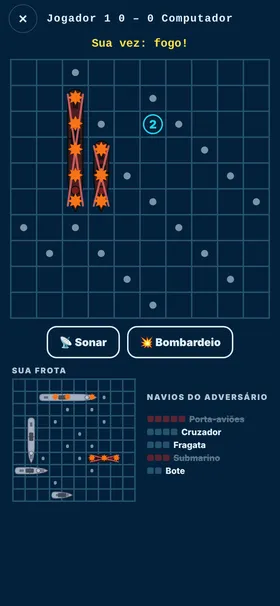 × Jogador 1 0 – 0 Computador
Sua vez: fogo!
2
Sonar
Bombardeio
SUA FROTA
NAVIOS DO ADVERSÁRIO
Porta-aviões
Cruzador
Fragata
Submarino
Bote